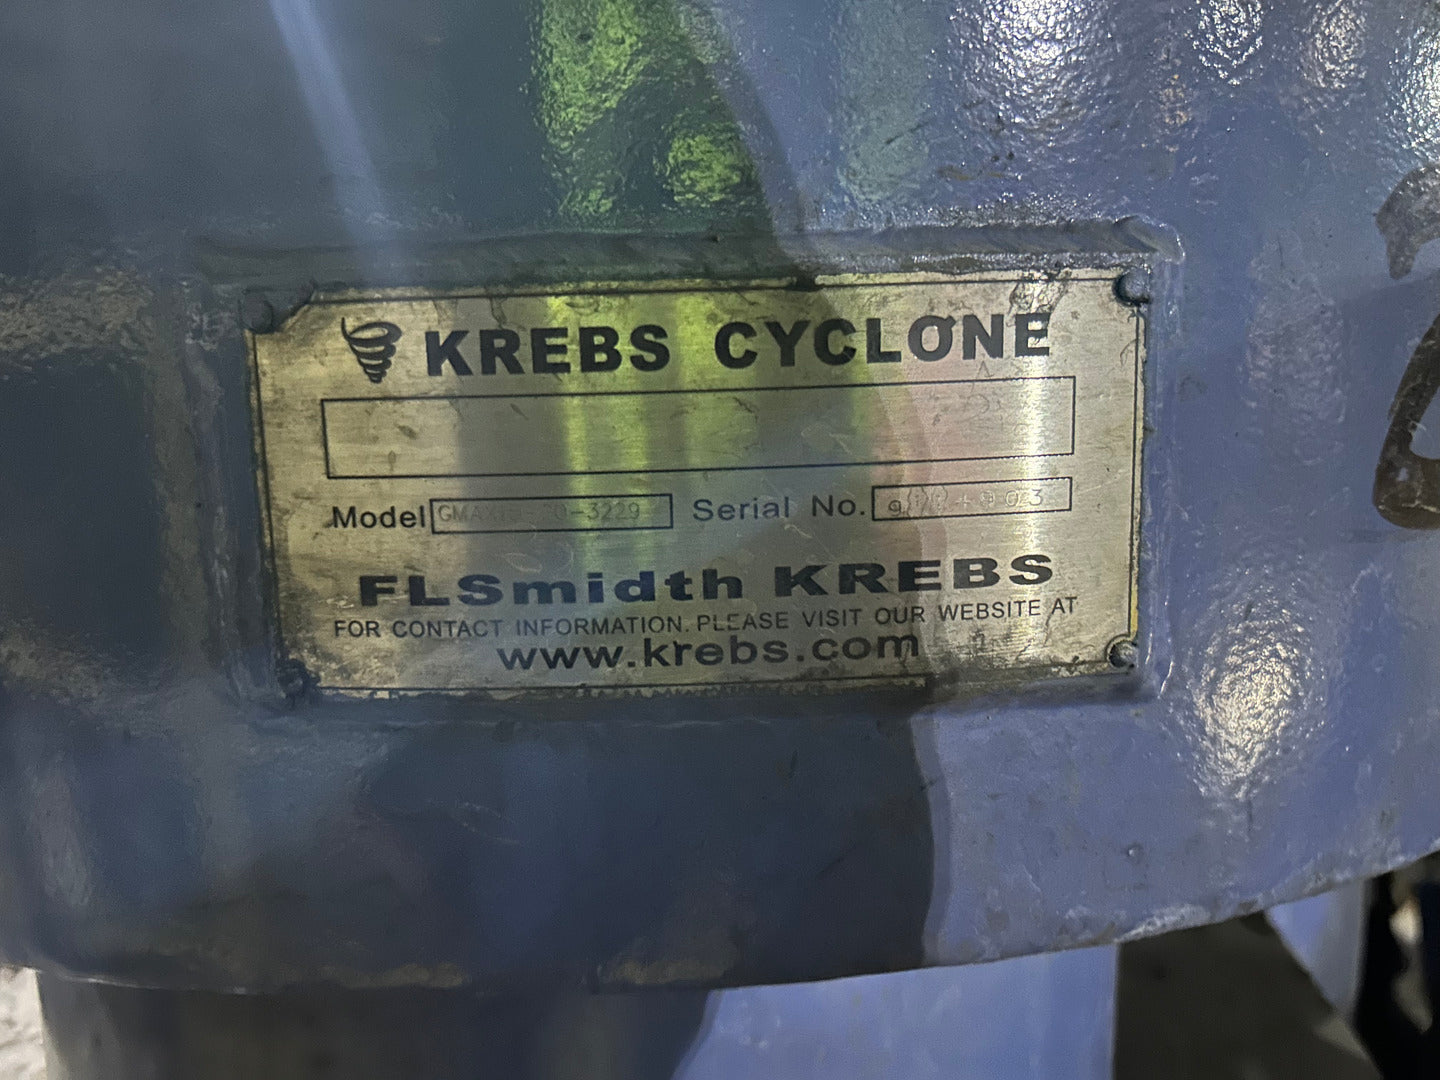 KREBS CYCLONE
Model Serial No.
FLSmidth KREBS
FOR CONTACT INFORMATION, PLEASE VISIT OUR WEBSITE AT
www.krebs.com